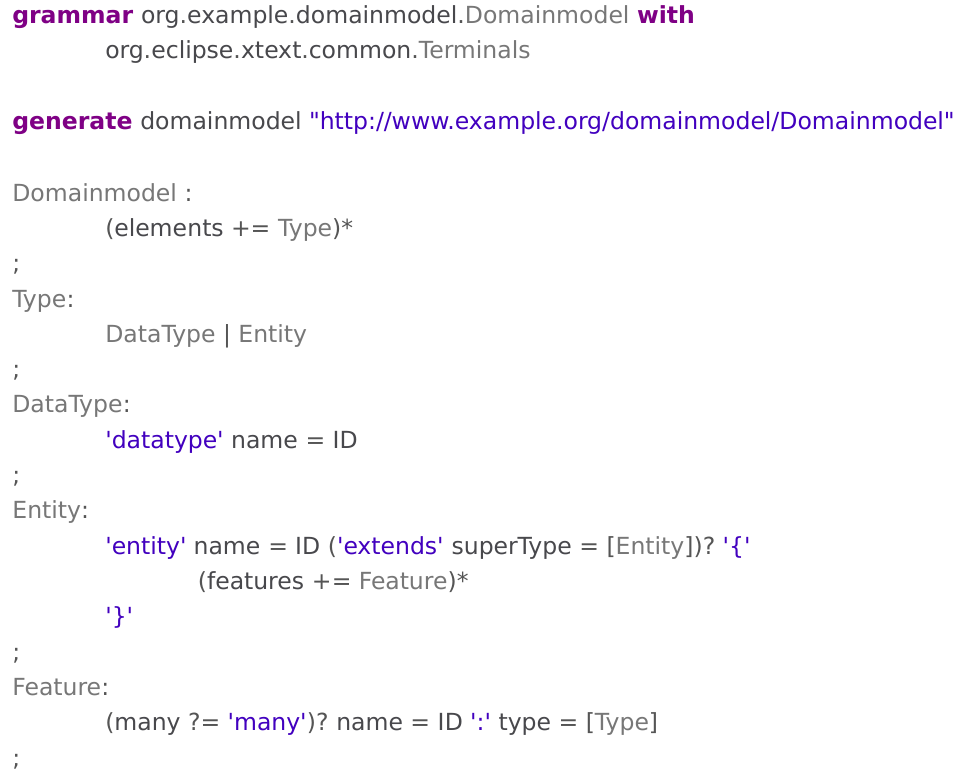 grammar org.example.domainmodel.Domainmodel with
org.eclipse.xtext.common.Terminals
generate domainmodel "http://www.example.org/domainmodel/Domainmodel"
Domainmodel :
(elements += Type)*
;
Type:
DataType | Entity
;
DataType:
'datatype' name = ID
;
Entity:
'entity' name = ID ('extends' superType = [Entity])? '{'
(features += Feature)*
'}'
;
Feature:
(many ?= 'many')? name = ID ':' type = [Type]
;